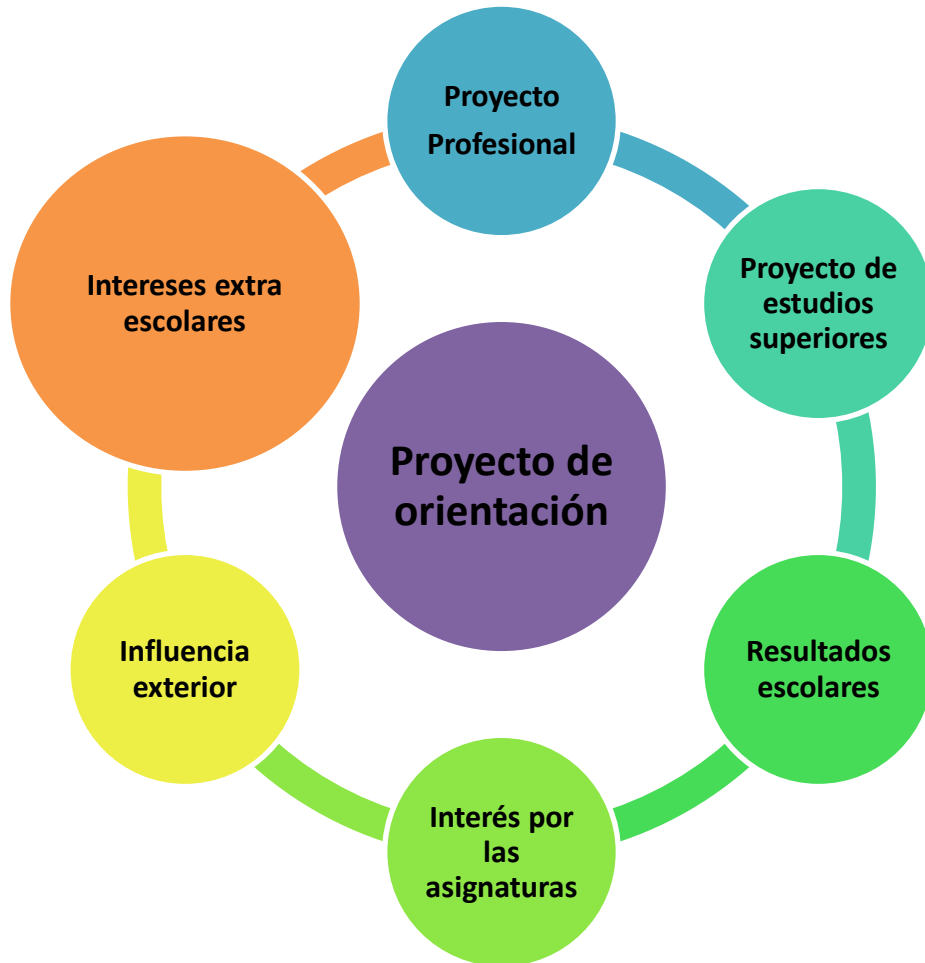 Proyecto
Profesional
Proyecto de
estudios
superiores
Resultados
escolares
Interés por
las
asignaturas
Influencia
exterior
Intereses extra
escolares
Proyecto de
orientación